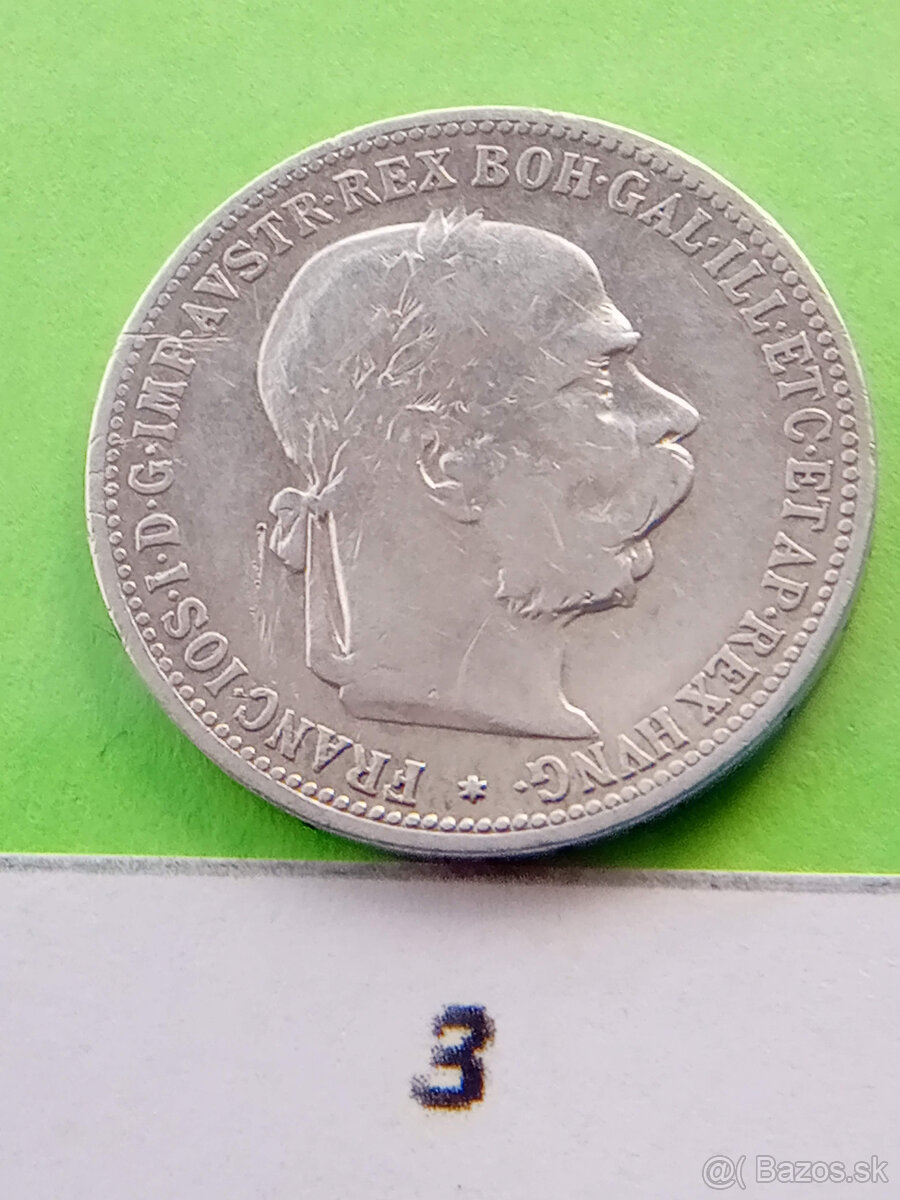 FRANC·IOS·I·D·G·IMP·AVSTR·REX BOH·GAL·ILL·ETC·ET AP·REX HVNG· *
3
@( Bazos.sk